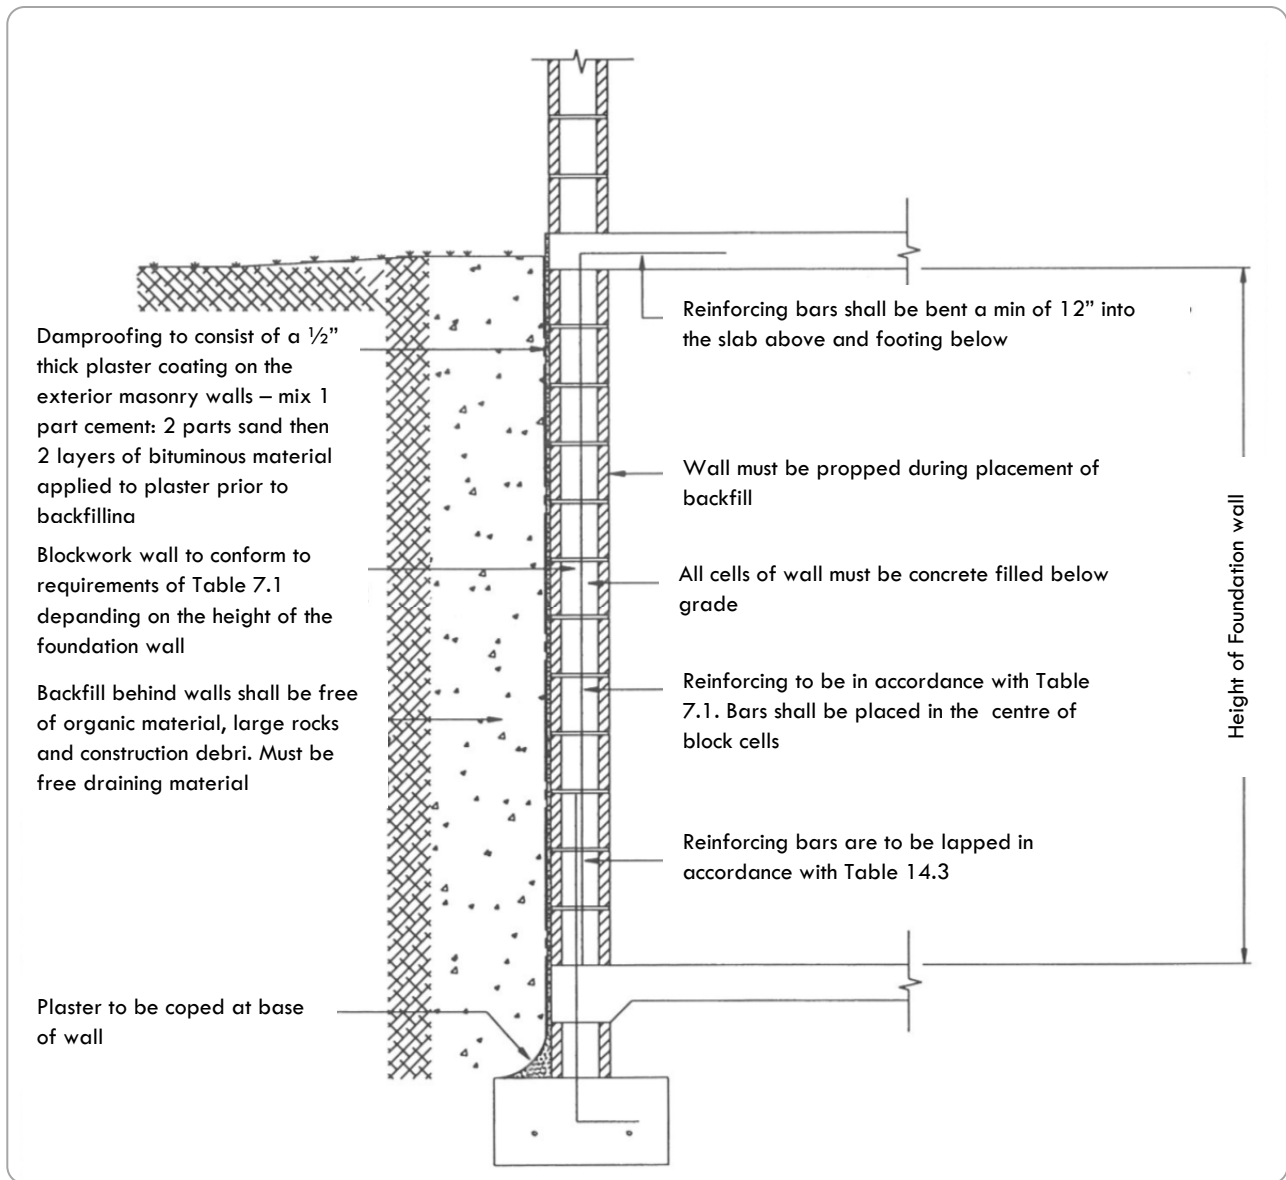 Damproofing to consist of a ½”
thick plaster coating on the
exterior masonry walls – mix 1
part cement: 2 parts sand then
2 layers of bituminous material
applied to plaster prior to
backfillina
Blockwork wall to conform to
requirements of Table 7.1
depanding on the height of the
foundation wall
Backfill behind walls shall be free
of organic material, large rocks
and construction debri. Must be
free draining material
Plaster to be coped at base
of wall
Reinforcing bars shall be bent a min of 12” into
the slab above and footing below
Wall must be propped during placement of
backfill
All cells of wall must be concrete filled below
grade
Reinforcing to be in accordance with Table
7.1. Bars shall be placed in the centre of
block cells
Reinforcing bars are to be lapped in
accordance with Table 14.3
Height of Foundation wall